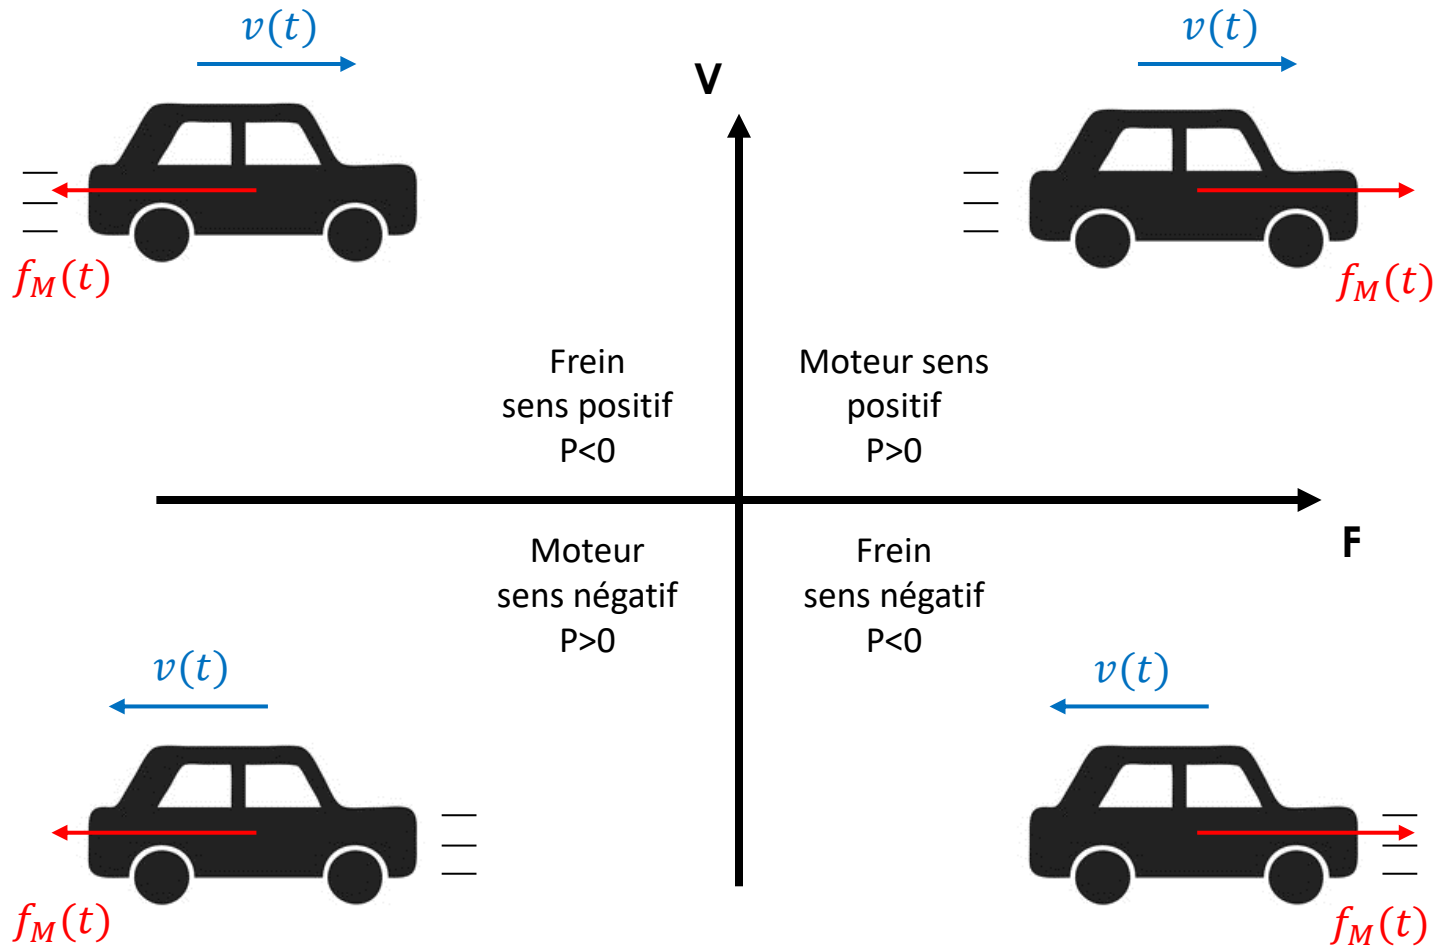 v(t)
v(t)
V
f_M(t)
f_M(t)
Frein
sens positif
P<0
Moteur sens
positif
P>0
F
Moteur
sens négatif
P>0
Frein
sens négatif
P<0
v(t)
v(t)
f_M(t)
f_M(t)